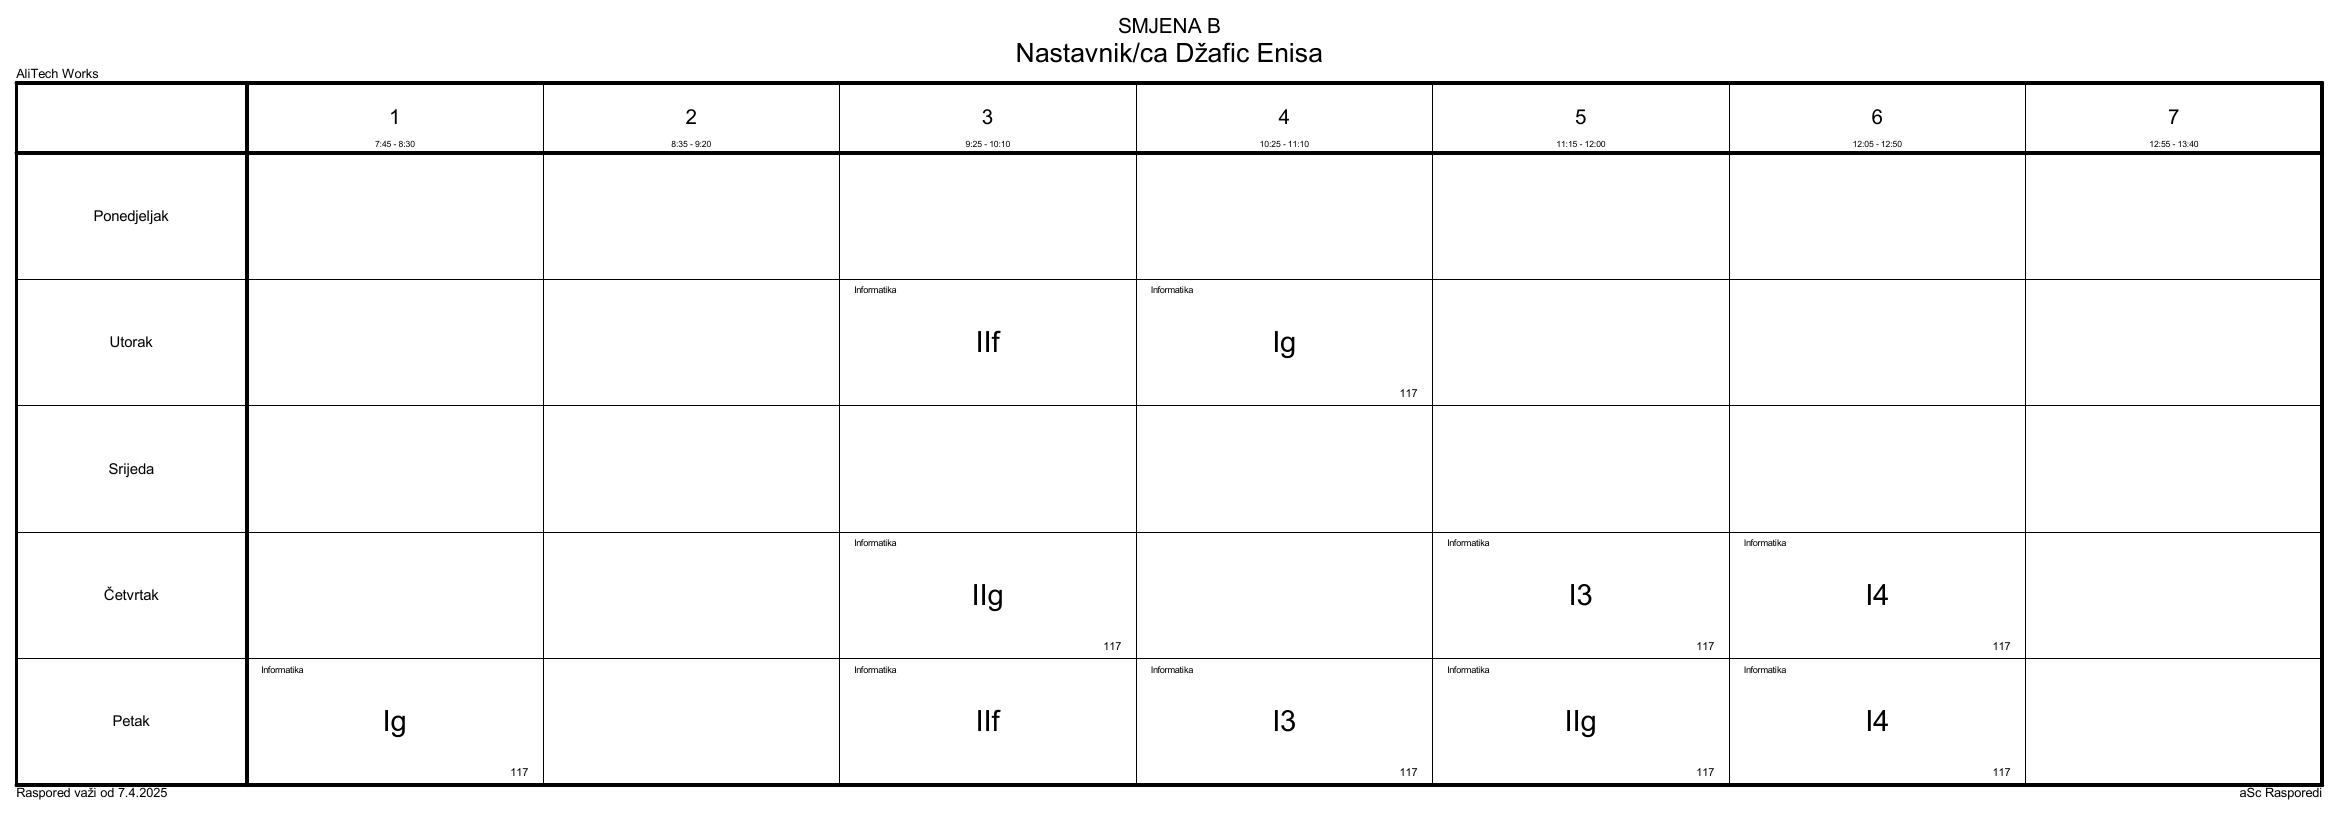 SMJENA B
Nastavnik/ca Džafic Enisa
AliTech Works
1 2 3 4 5 6 7
7:45 - 8:30 8:35 - 9:20 9:25 - 10:10 10:25 - 11:10 11:15 - 12:00 12:05 - 12:50 12:55 - 13:40
Ponedjeljak
Informatika Informatika
Utorak IIf Ig
117
Srijeda
Informatika Informatika Informatika
Četvrtak IIg I3 I4
117 117 117
Informatika Informatika Informatika Informatika Informatika
Petak Ig IIf I3 IIg I4
117 117 117 117
Raspored važi od 7.4.2025 aSc Rasporedi